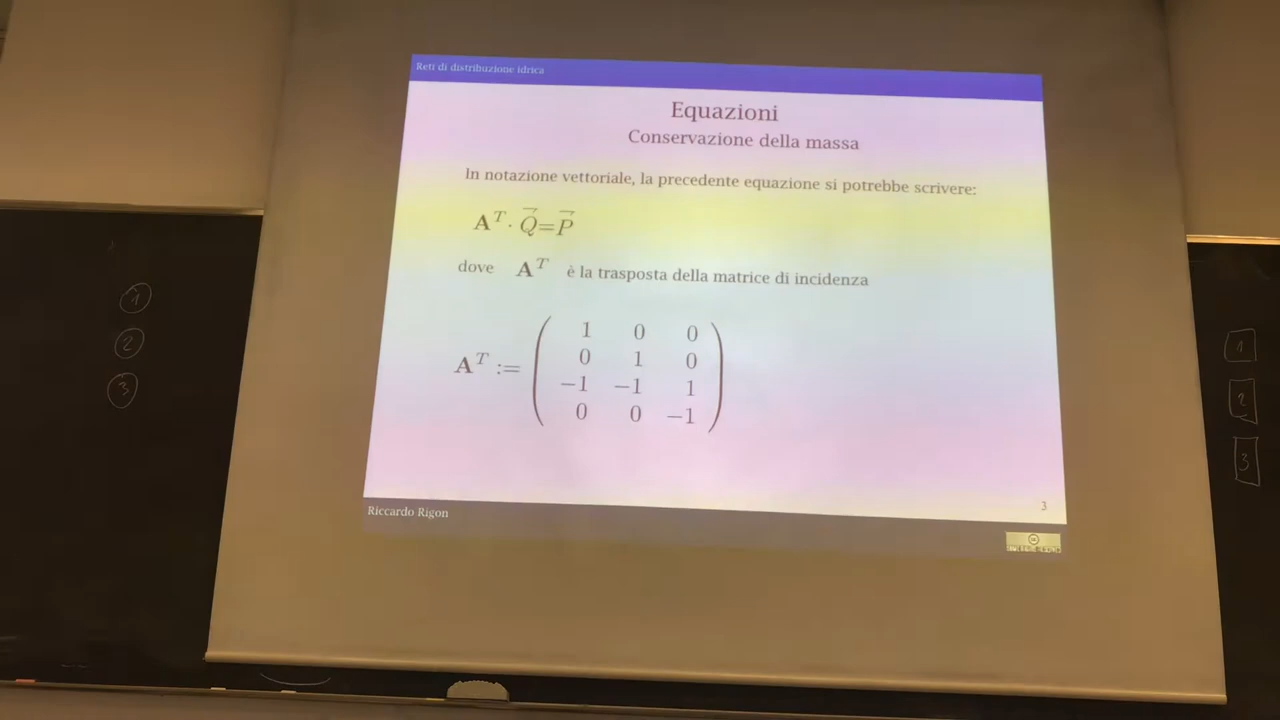 Reti di distribuzione idrica
Equazioni
Conservazione della massa
In notazione vettoriale, la precedente equazione si potrebbe scrivere:
A^T · Q⃗=P⃗
dove A^T è la trasposta della matrice di incidenza
A^T :=
1 0 0
0 1 0
−1 −1 1
0 0 −1
3
Riccardo Rigon
1
2
3
1
2
3